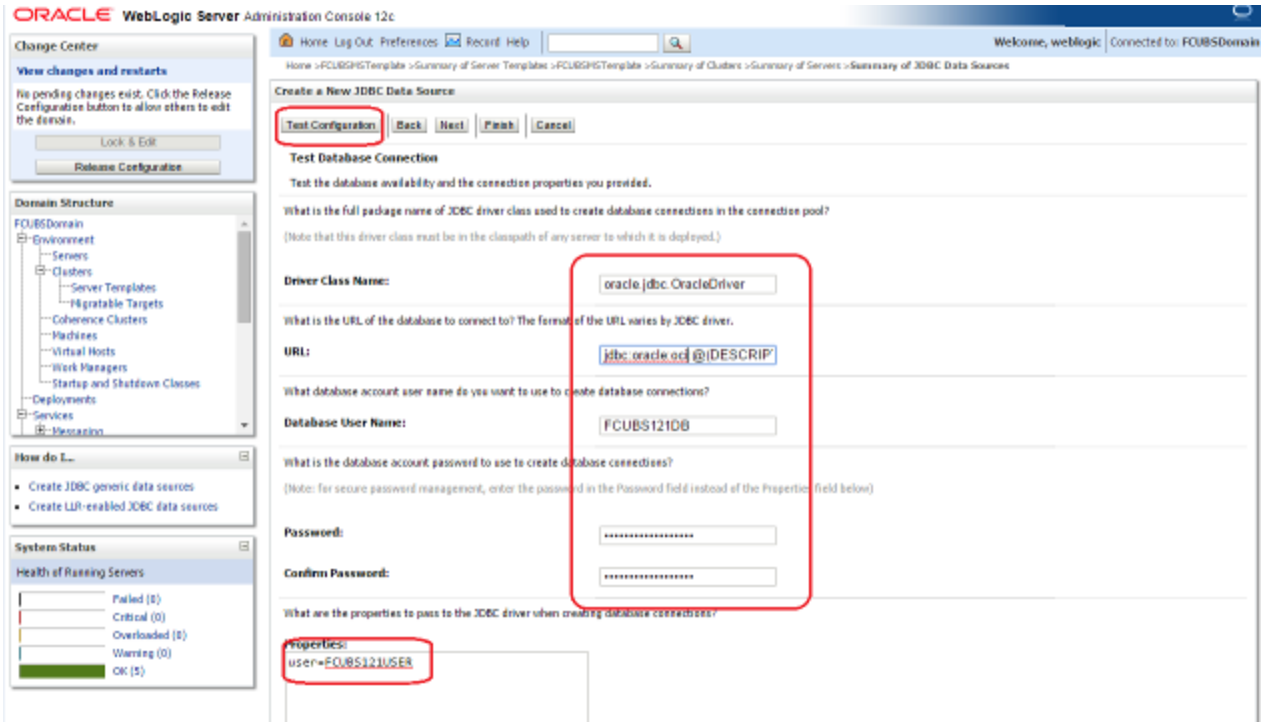 ORACLE WebLogic Server Administration Console 12c
Change Center
View changes and restarts
No pending changes exist. Click the Release
Configuration button to allow others to edit
the domain.
Lock & Edit
Release Configuration
Domain Structure
FCUBSDomain
Environment
Servers
Clusters
Server Templates
Migratable Targets
Coherence Clusters
Machines
Virtual Hosts
Work Managers
Startup and Shutdown Classes
Deployments
Services
Messaging
How do I...
Create JDBC generic data sources
Create LLR-enabled JDBC data sources
System Status
Health of Running Servers
Failed (0)
Critical (0)
Overloaded (0)
Warning (0)
OK (5)
Home Log Out Preferences Record Help
Welcome, weblogic Connected to: FCUBSDomain
Home >FCUBSMSTemplate >Summary of Server Templates >FCUBSMSTemplate >Summary of Clusters >Summary of Servers >Summary of JDBC Data Sources
Create a New JDBC Data Source
Test Configuration Back Next Finish Cancel
Test Database Connection
Test the database availability and the connection properties you provided.
What is the full package name of JDBC driver class used to create database connections in the connection pool?
(Note that this driver class must be in the classpath of any server to which it is deployed.)
Driver Class Name: oracle.jdbc.OracleDriver
What is the URL of the database to connect to? The format of the URL varies by JDBC driver.
URL: jdbc:oracle:oci:@(DESCRIPT
What database account user name do you want to use to create database connections?
Database User Name: FCUBS121DB
What is the database account password to use to create database connections?
(Note: for secure password management, enter the password in the Password field instead of the Properties field below)
Password: ••••••••••••••••••
Confirm Password: ••••••••••••••••••
What are the properties to pass to the JDBC driver when creating database connections?
Properties:
user=FCUBS121USER